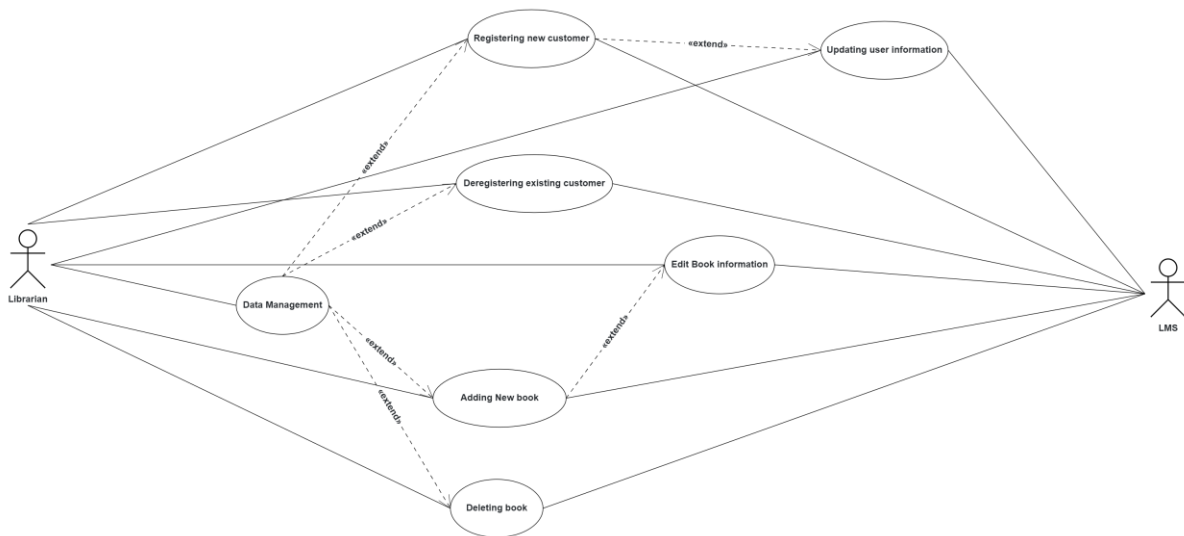 Registering new customer
«extend»
Updating user information
«extend»
Deregistering existing customer
«extend»
Edit Book information
Librarian
Data Management
LMS
«extend»
«extend»
«extend»
Adding New book
Deleting book